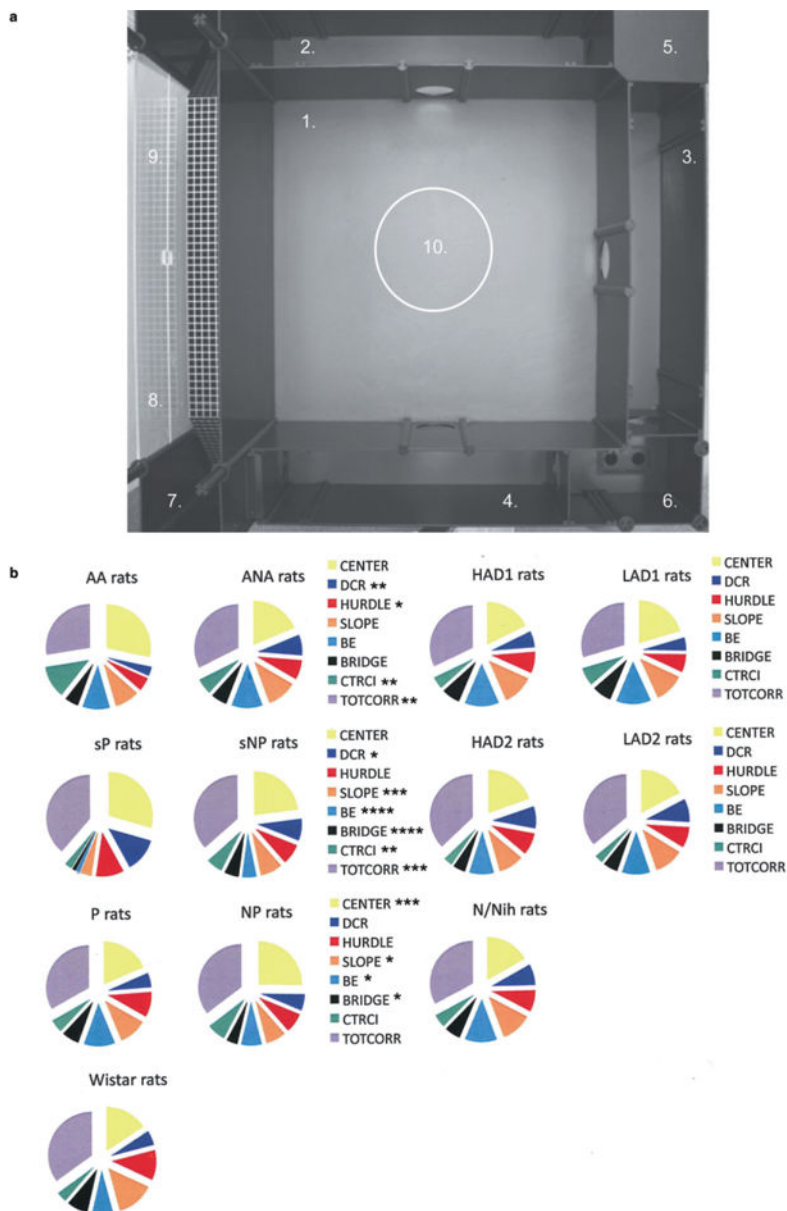 a
2.
5.
1.
9.
3.
10.
8.
7.
4.
6.
b
AA rats
ANA rats
CENTER
DCR **
HURDLE *
SLOPE
BE
BRIDGE
CTRCI **
TOTCORR **
HAD1 rats
LAD1 rats
CENTER
DCR
HURDLE
SLOPE
BE
BRIDGE
CTRCI
TOTCORR
sP rats
sNP rats
CENTER
DCR *
HURDLE
SLOPE ***
BE ****
BRIDGE ****
CTRCI **
TOTCORR ***
HAD2 rats
LAD2 rats
CENTER
DCR
HURDLE
SLOPE
BE
BRIDGE
CTRCI
TOTCORR
P rats
NP rats
CENTER ***
DCR
HURDLE
SLOPE *
BE *
BRIDGE *
CTRCI
TOTCORR
N/Nih rats
Wistar rats